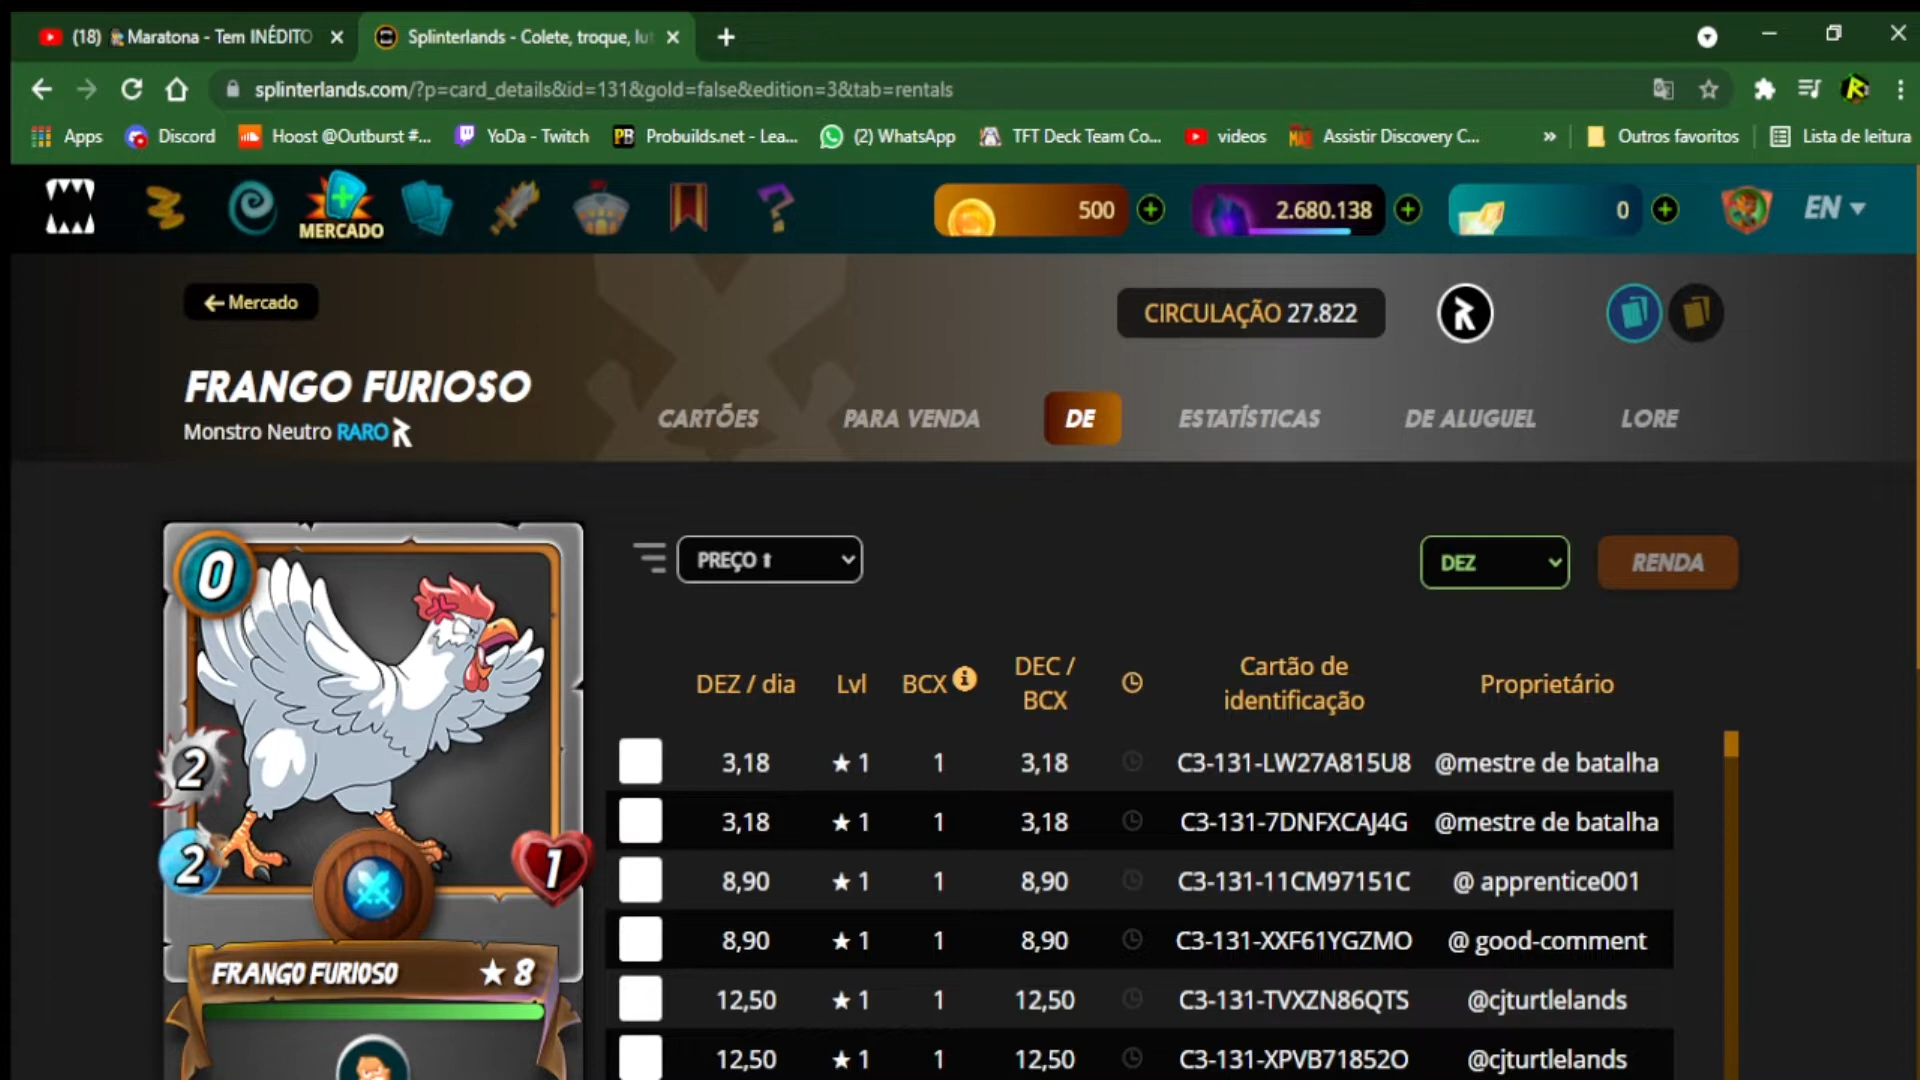 (18) Maratona - Tem INÉDITO
Splinterlands - Colete, troque, lut
splinterlands.com/?p=card_details&id=131&gold=false&edition=3&tab=rentals
Apps Discord Hoost @Outburst #... YoDa - Twitch Probuilds.net - Lea... (2) WhatsApp TFT Deck Team Co... videos Assistir Discovery C... » Outros favoritos Lista de leitura
MERCADO 500 2.680.138 0 EN
← Mercado
CIRCULAÇÃO 27.822
FRANGO FURIOSO
Monstro Neutro RARO
CARTÕES PARA VENDA DE ESTATÍSTICAS DE ALUGUEL LORE
PREÇO ⬆ DEZ RENDA
DEZ / dia Lvl BCX DEC / BCX Cartão de identificação Proprietário
3,18 ★ 1 1 3,18 C3-131-LW27A815U8 @mestre de batalha
3,18 ★ 1 1 3,18 C3-131-7DNFXCAJ4G @mestre de batalha
8,90 ★ 1 1 8,90 C3-131-11CM97151C @ apprentice001
8,90 ★ 1 1 8,90 C3-131-XXF61YGZMO @ good-comment
12,50 ★ 1 1 12,50 C3-131-TVXZN86QTS @cjturtlelands
12,50 ★ 1 1 12,50 C3-131-XPVB71852O @cjturtlelands
0
2
2
1
FRANGO FURIOSO ★ 8